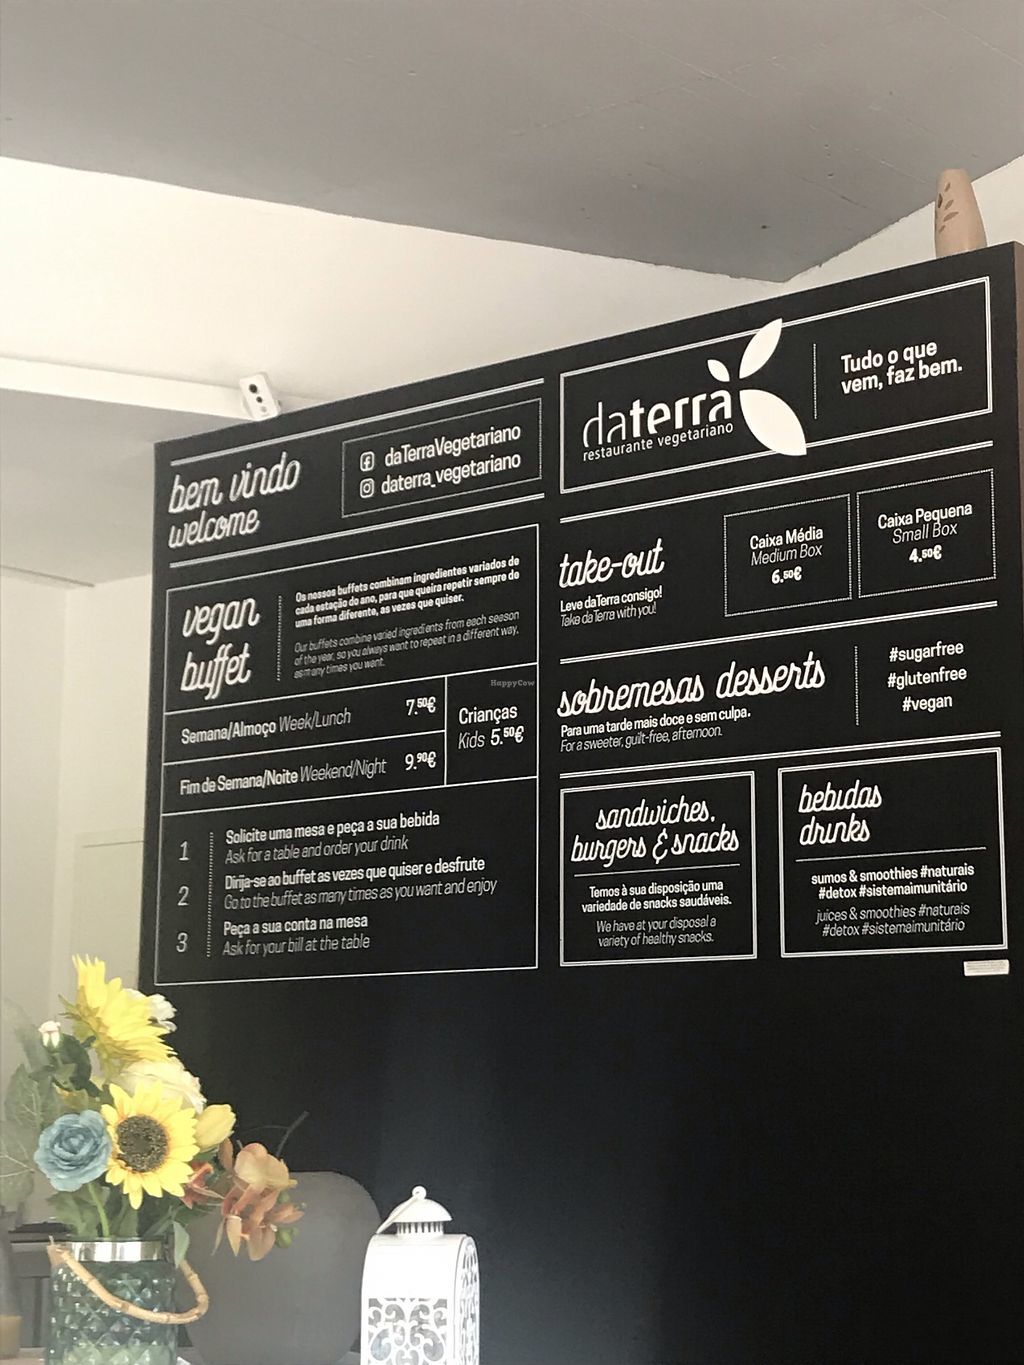 bem vindo
welcome
daTerraVegetariano
daterra_vegetariano
vegan
buffet
Os nossos buffets combinam ingredientes variados de
cada estação do ano, para que queira repetir sempre de
uma forma diferente, as vezes que quiser.
Our buffets combine varied ingredients from each season
of the year, so you always want to repeat in a different way,
as many times you want.
Semana/Almoço Week/Lunch 7.50€
Fim de Semana/Noite Weekend/Night 9.90€
Crianças
Kids 5.50€
1 Solicite uma mesa e peça a sua bebida
Ask for a table and order your drink
2 Dirija-se ao buffet as vezes que quiser e desfrute
Go to the buffet as many times as you want and enjoy
3 Peça a sua conta na mesa
Ask for your bill at the table
daterra
restaurante vegetariano
Tudo o que
vem, faz bem.
take-out
Leve daTerra consigo!
Take daTerra with you!
Caixa Média
Medium Box
6.50€
Caixa Pequena
Small Box
4.50€
sobremesas desserts
Para uma tarde mais doce e sem culpa.
For a sweeter, guilt-free, afternoon.
#sugarfree
#glutenfree
#vegan
sandwiches,
burgers & snacks
Temos à sua disposição uma
variedade de snacks saudáveis.
We have at your disposal a
variety of healthy snacks.
bebidas
drinks
sumos & smoothies #naturais
#detox #sistemaimunitário
juices & smoothies #naturais
#detox #sistemaimunitário
HappyCow